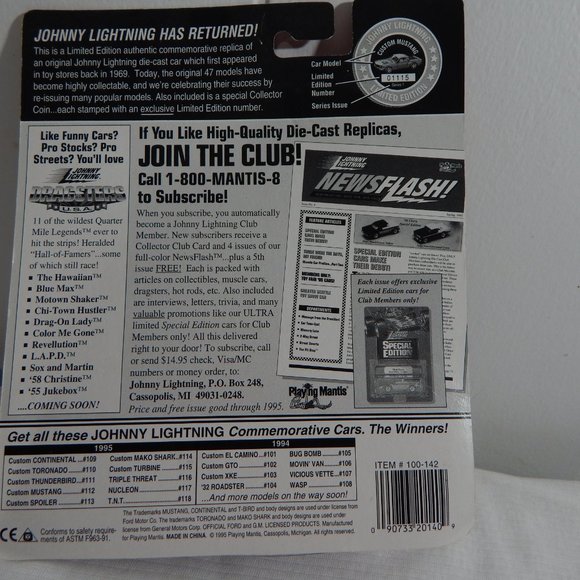 JOHNNY LIGHTNING HAS RETURNED!
This is a Limited Edition authentic commemorative replica of
an original Johnny Lightning die-cast car which first appeared
in toy stores back in 1969. Today, the original 47 models have
become highly collectable, and we're celebrating their success by
re-issuing many popular models. Also included is a special Collector
Coin...each stamped with an exclusive Limited Edition number.
Car Model
Limited
Edition
Number
Series Issue
CUSTOM MUSTANG
01115
LIMITED EDITION
Like Funny Cars?
Pro Stocks? Pro
Streets? You'll love
JOHNNY
LIGHTNING
DRAGSTERS
U.S.A.
11 of the wildest Quarter
Mile Legends™ ever to
hit the strips! Heralded
"Hall-of-Famers"...some
of which still race!
• The Hawaiian™
• Blue Max™
• Motown Shaker™
• Chi-Town Hustler™
• Drag-On Lady™
• Color Me Gone™
• Revellution™
• L.A.P.D.™
• Sox and Martin™
• '58 Christine™
• '55 Jukebox™
....COMING SOON!
If You Like High-Quality Die-Cast Replicas,
JOIN THE CLUB!
Call 1-800-MANTIS-8
to Subscribe!
When you subscribe, you automatically
become a Johnny Lightning Club
Member. New subscribers receive a
Collector Club Card and 4 issues of our
full-color NewsFlash™... plus a 5th
issue FREE! Each is packed with
articles on collectibles, muscle cars,
dragsters, hot rods, etc. Also included
are interviews, letters, trivia, and many
valuable promotions like our ULTRA
limited Special Edition cars for Club
Members only! All this delivered
right to your door! To subscribe, call
or send $14.95 check, Visa/MC
numbers or money order, to:
Johnny Lightning, P.O. Box 248,
Cassopolis, MI 49031-0248.
Price and free issue good through 1995.
JOHNNY
LIGHTNING
NEWSFLASH!
FEATURE ARTICLES
SPECIAL EDITION
CARS MAKE
THEIR DEBUT!
DEPARTMENTS
Each issue offers exclusive
Limited Edition cars for
Club Members only!
SPECIAL
EDITION
Playing Mantis
Get all these JOHNNY LIGHTNING Commemorative Cars. The Winners!
1995
Custom CONTINENTAL ..#109
Custom TORONADO ....#110
Custom THUNDERBIRD ..#111
Custom MUSTANG .......#112
Custom SPOILER .........#113
Custom MAKO SHARK..#114
Custom TURBINE .......#115
TRIPLE THREAT ........#116
NUCLEON ................#117
T.N.T. ....................#118
1994
Custom EL CAMINO ...#101
Custom GTO ............#102
Custom XKE .............#103
'32 ROADSTER .........#104
BUG BOMB ........#105
MOVIN' VAN.......#106
VICIOUS VETTE ...#107
WASP ...............#108
...And more models on the way soon!
ITEM # 100-142
0 90733 20140 9
CE
Conforms to safety require-
ments of ASTM F963-91.
The Trademarks MUSTANG, CONTINENTAL and T-BIRD and body designs are used under license from
Ford Motor Co. The trademarks TORONADO and MAKO SHARK and body designs are used under
license from General Motors Corp. OFFICIAL FORD and G.M. LICENSED PRODUCTS. Manufactured
for Playing Mantis. © 1995 Playing Mantis, Cassopolis, Michigan. All rights reserved.